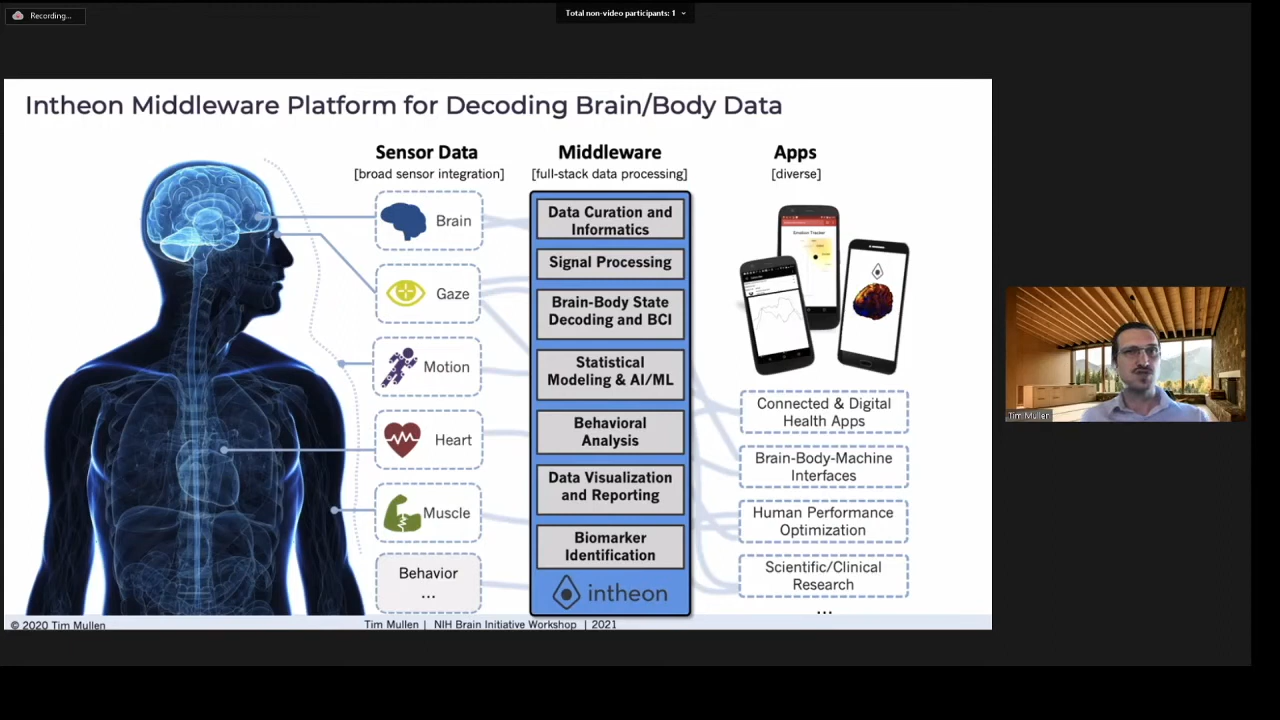 Recording...
Total non-video participants: 1
Intheon Middleware Platform for Decoding Brain/Body Data
Sensor Data
[broad sensor integration]
Brain
Gaze
Motion
Heart
Muscle
Behavior
...
Middleware
[full-stack data processing]
Data Curation and
Informatics
Signal Processing
Brain-Body State
Decoding and BCI
Statistical
Modeling & AI/ML
Behavioral
Analysis
Data Visualization
and Reporting
Biomarker
Identification
intheon
Apps
[diverse]
Emotion Tracker
Connected & Digital
Health Apps
Brain-Body-Machine
Interfaces
Human Performance
Optimization
Scientific/Clinical
Research
...
© 2020 Tim Mullen
Tim Mullen | NIH Brain Initiative Workshop | 2021
Tim Mullen